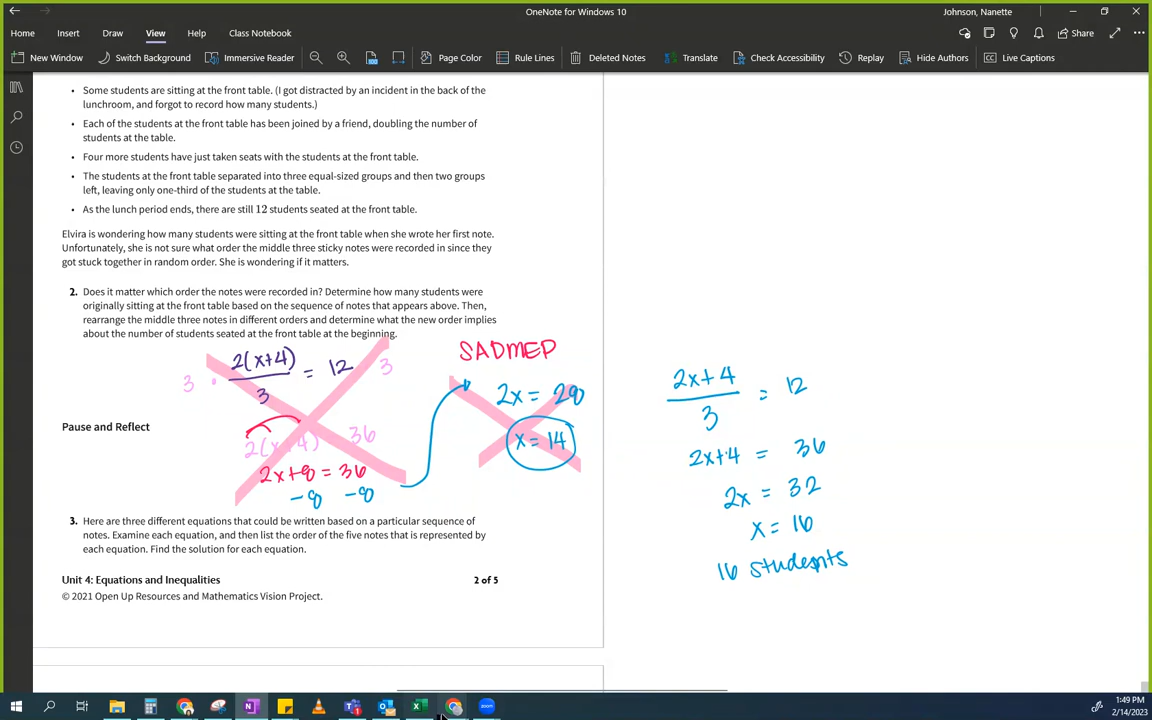 OneNote for Windows 10
Johnson, Nanette
Home Insert Draw View Help Class Notebook
Share
New Window Switch Background Immersive Reader Page Color Rule Lines Deleted Notes Translate Check Accessibility Replay Hide Authors Live Captions
• Some students are sitting at the front table. (I got distracted by an incident in the back of the
lunchroom, and forgot to record how many students.)
• Each of the students at the front table has been joined by a friend, doubling the number of
students at the table.
• Four more students have just taken seats with the students at the front table.
• The students at the front table separated into three equal-sized groups and then two groups
left, leaving only one-third of the students at the table.
• As the lunch period ends, there are still 12 students seated at the front table.
Elvira is wondering how many students were sitting at the front table when she wrote her first note.
Unfortunately, she is not sure what order the middle three sticky notes were recorded in since they
got stuck together in random order. She is wondering if it matters.
2. Does it matter which order the notes were recorded in? Determine how many students were
originally sitting at the front table based on the sequence of notes that appears above. Then,
rearrange the middle three notes in different orders and determine what the new order implies
about the number of students seated at the front table at the beginning.
3 · 2(x+4)/3 = 12 3
2(x+4) 36
2x+8 = 36
-8 -8
SADMEP
2x = 28
x = 14
2x+4/3 = 12
2x+4 = 36
2x = 32
x = 16
16 students
Pause and Reflect
3. Here are three different equations that could be written based on a particular sequence of
notes. Examine each equation, and then list the order of the five notes that is represented by
each equation. Find the solution for each equation.
Unit 4: Equations and Inequalities 2 of 5
© 2021 Open Up Resources and Mathematics Vision Project.
1:49 PM
2/14/2023